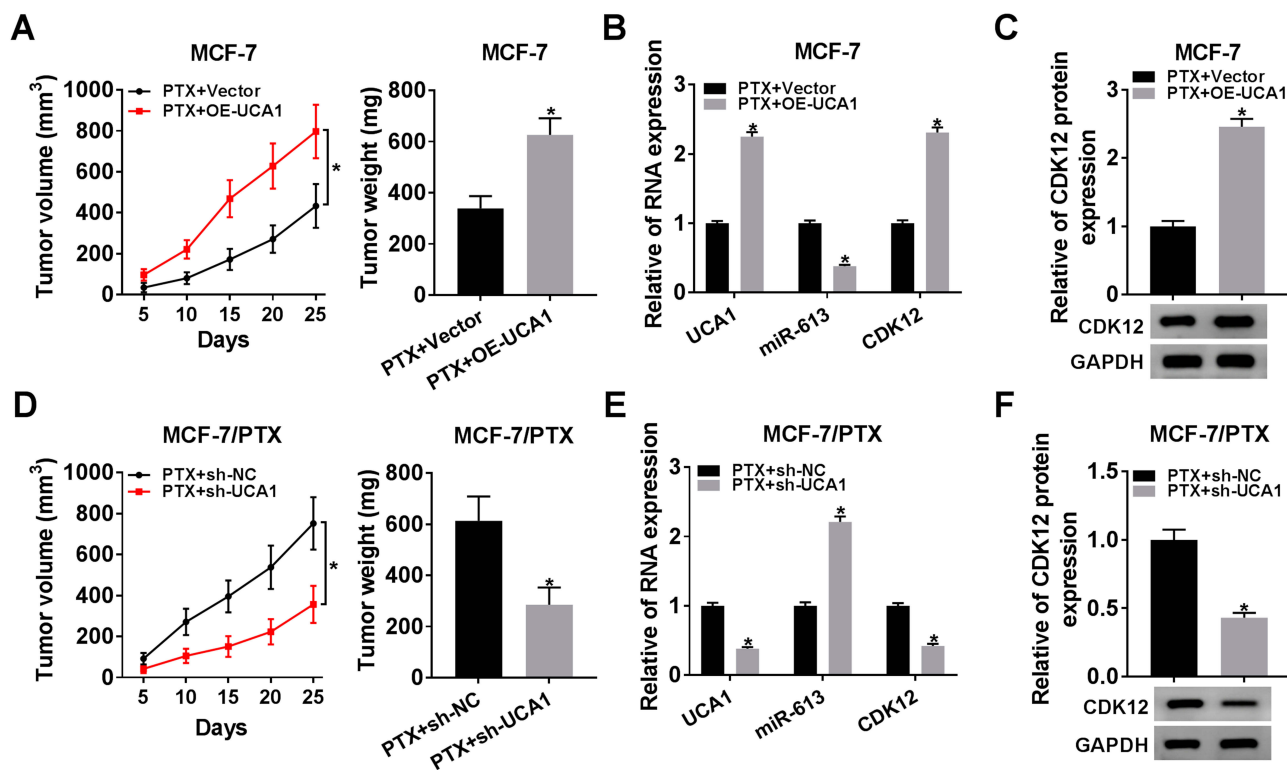 A
MCF-7
PTX+Vector
PTX+OE-UCA1
Tumor volume (mm³)
1000
800
600
400
200
0
5 10 15 20 25
Days
*
MCF-7
Tumor weight (mg)
800
600
400
200
0
*
PTX+Vector
PTX+OE-UCA1
B
MCF-7
PTX+Vector
PTX+OE-UCA1
Relative of RNA expression
3
2
1
0
*
*
*
UCA1
miR-613
CDK12
C
MCF-7
PTX+Vector
PTX+OE-UCA1
Relative of CDK12 protein
expression
3
2
1
0
*
CDK12
GAPDH
D
MCF-7/PTX
PTX+sh-NC
PTX+sh-UCA1
Tumor volume (mm³)
1000
800
600
400
200
0
5 10 15 20 25
Days
*
MCF-7/PTX
Tumor weight (mg)
800
600
400
200
0
*
PTX+sh-NC
PTX+sh-UCA1
E
MCF-7/PTX
PTX+sh-NC
PTX+sh-UCA1
Relative of RNA expression
3
2
1
0
*
*
*
UCA1
miR-613
CDK12
F
MCF-7/PTX
PTX+sh-NC
PTX+sh-UCA1
Relative of CDK12 protein
expression
1.5
1.0
0.5
0.0
*
CDK12
GAPDH